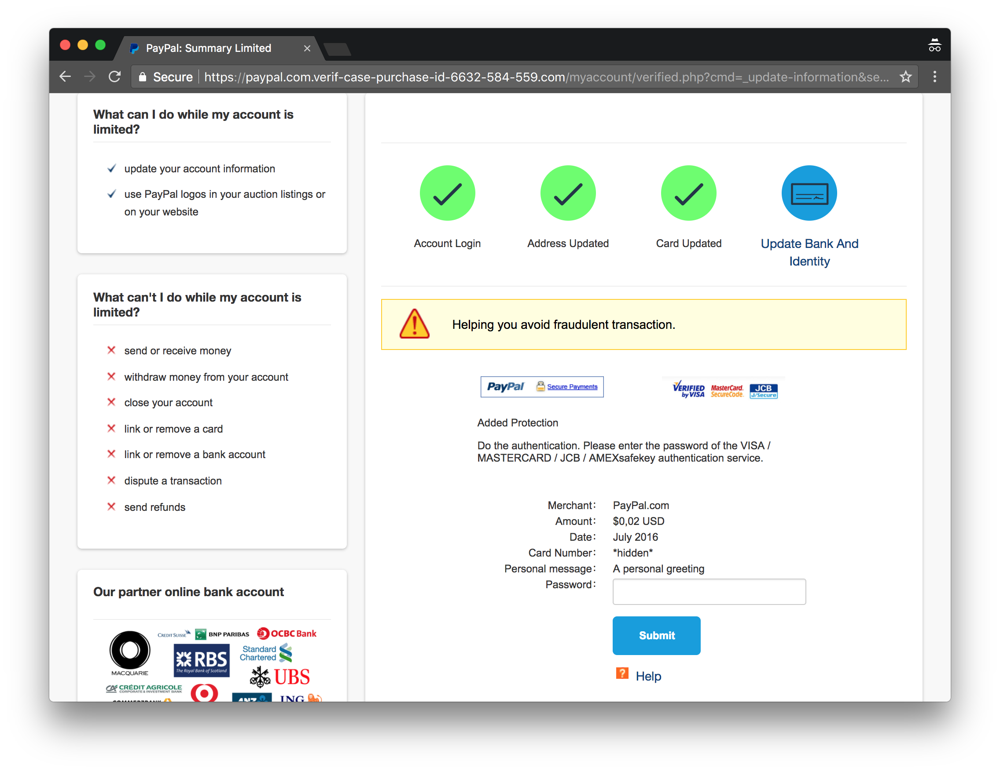 PayPal: Summary Limited
Secure https://paypal.com.verif-case-purchase-id-6632-584-559.com/myaccount/verified.php?cmd=_update-information&se...
What can I do while my account is
limited?
update your account information
use PayPal logos in your auction listings or
on your website
What can't I do while my account is
limited?
send or receive money
withdraw money from your account
close your account
link or remove a card
link or remove a bank account
dispute a transaction
send refunds
Our partner online bank account
CREDIT SUISSE
BNP PARIBAS
OCBC Bank
MACQUARIE
RBS
The Royal Bank of Scotland
Standard
Chartered
UBS
CRÉDIT AGRICOLE
CORPORATE & INVESTMENT BANK
COMMERZBANK
ANZ
ING
Account Login
Address Updated
Card Updated
Update Bank And
Identity
Helping you avoid fraudulent transaction.
PayPal Secure Payments
VERIFIED
by VISA
MasterCard.
SecureCode.
JCB
J/Secure
Added Protection
Do the authentication. Please enter the password of the VISA /
MASTERCARD / JCB / AMEXsafekey authentication service.
Merchant: PayPal.com
Amount: $0,02 USD
Date: July 2016
Card Number: *hidden*
Personal message: A personal greeting
Password:
Submit
? Help